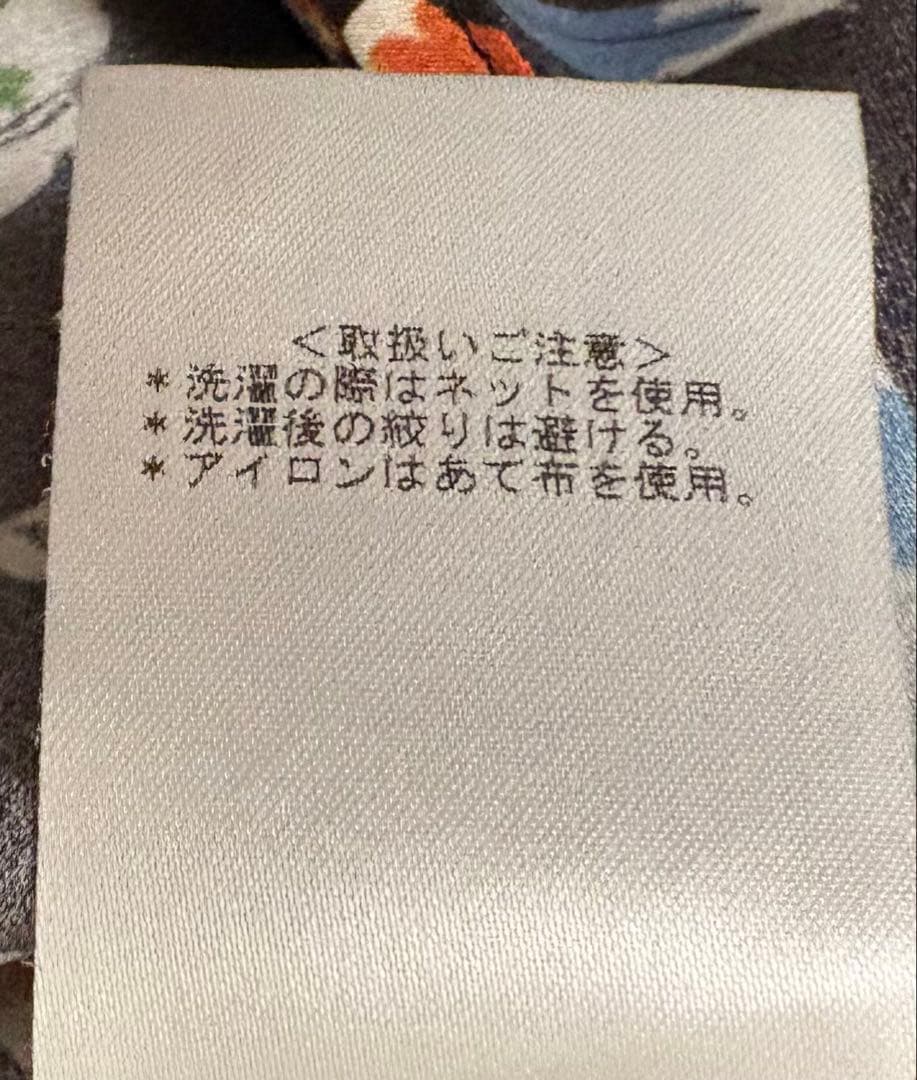 ＜取扱いご注意＞
＊洗濯の際はネットを使用。
＊洗濯後の絞りは避ける。
＊アイロンはあて布を使用。